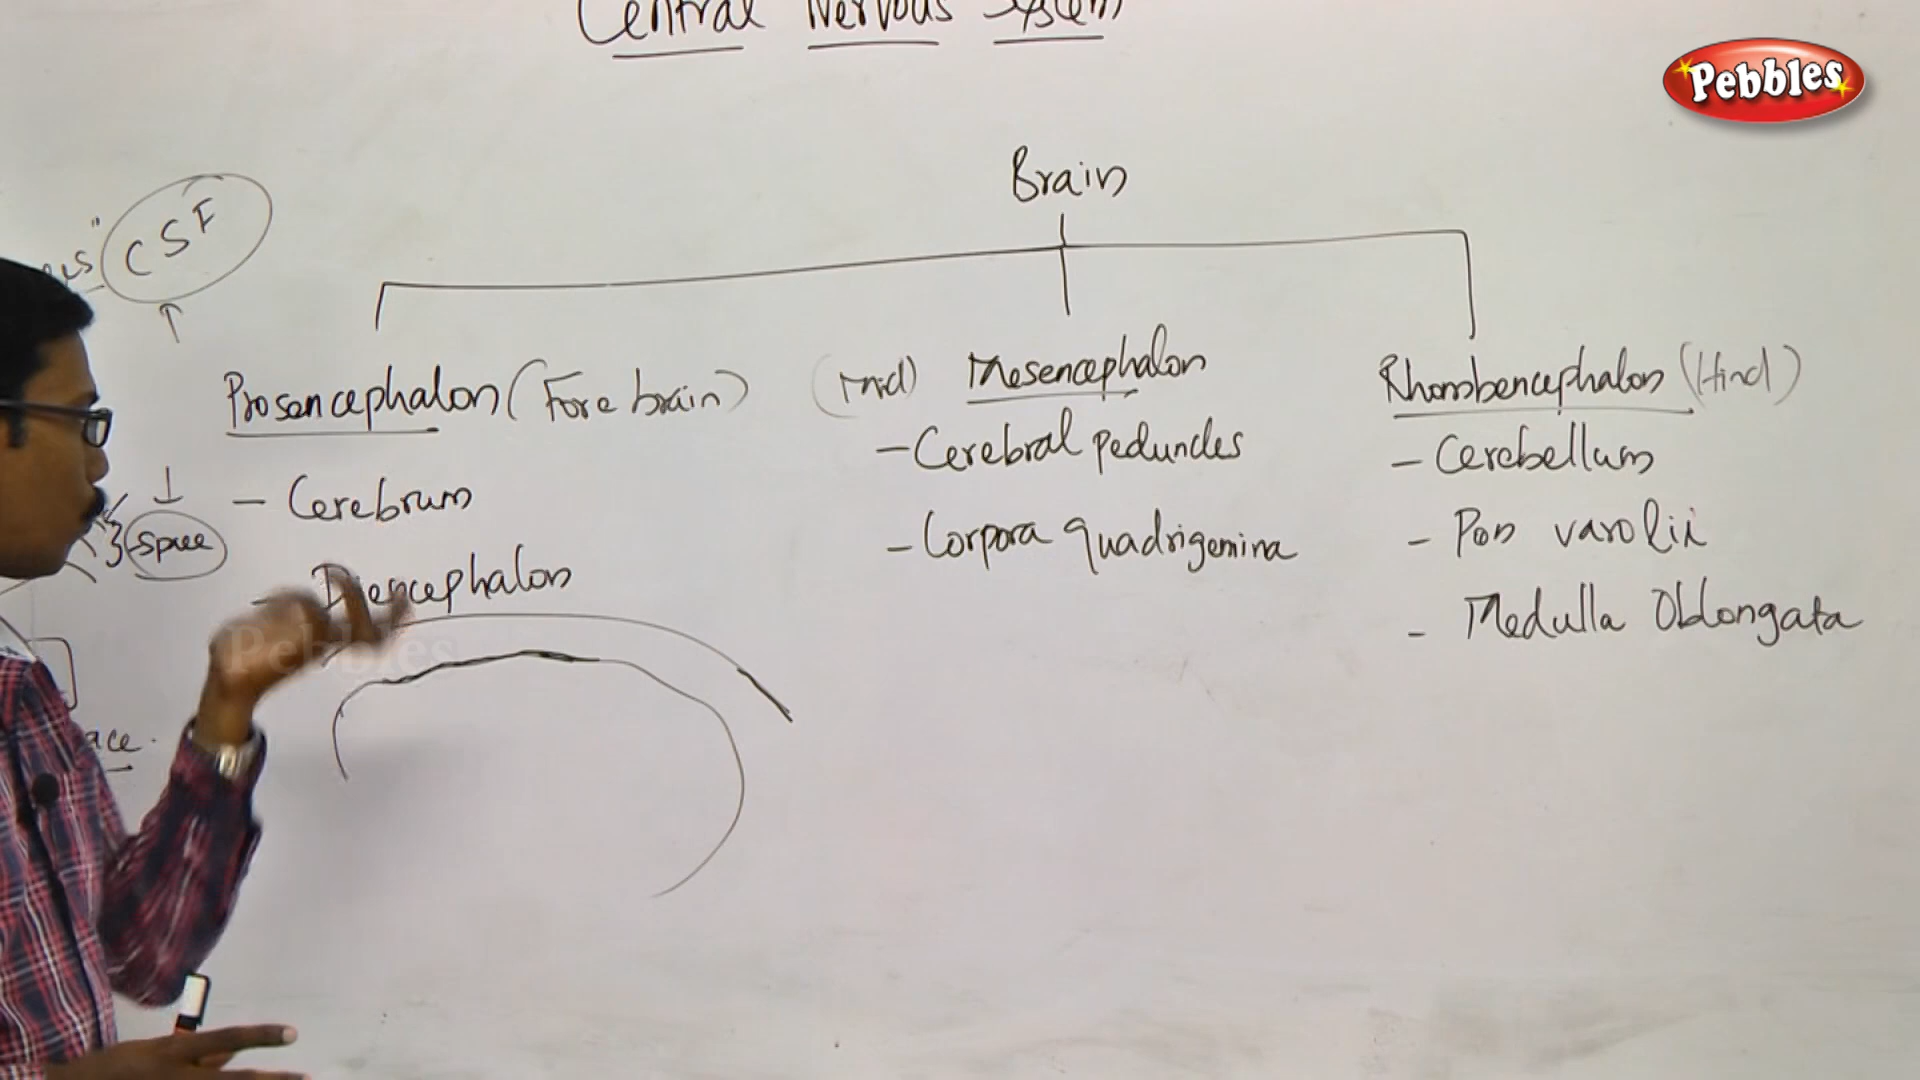 Central Nervous System
Pebbles
Brain
CSF
Prosencephalon (Fore brain)
(Mid) Mesencephalon
Rhombencephalon (Hind)
- Cerebrum
- Diencephalon
- Cerebral peduncles
- Corpora quadrigemina
- Cerebellum
- Pon varolii
- Medulla Oblongata
Pebbles